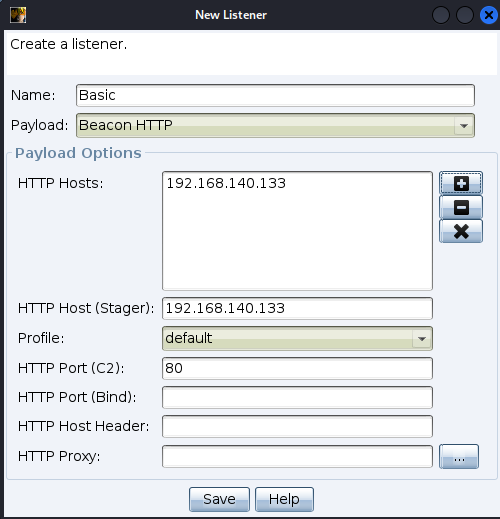 New Listener
Create a listener.
Name: Basic
Payload: Beacon HTTP
Payload Options
HTTP Hosts: 192.168.140.133
HTTP Host (Stager): 192.168.140.133
Profile: default
HTTP Port (C2): 80
HTTP Port (Bind):
HTTP Host Header:
HTTP Proxy: ...
Save Help